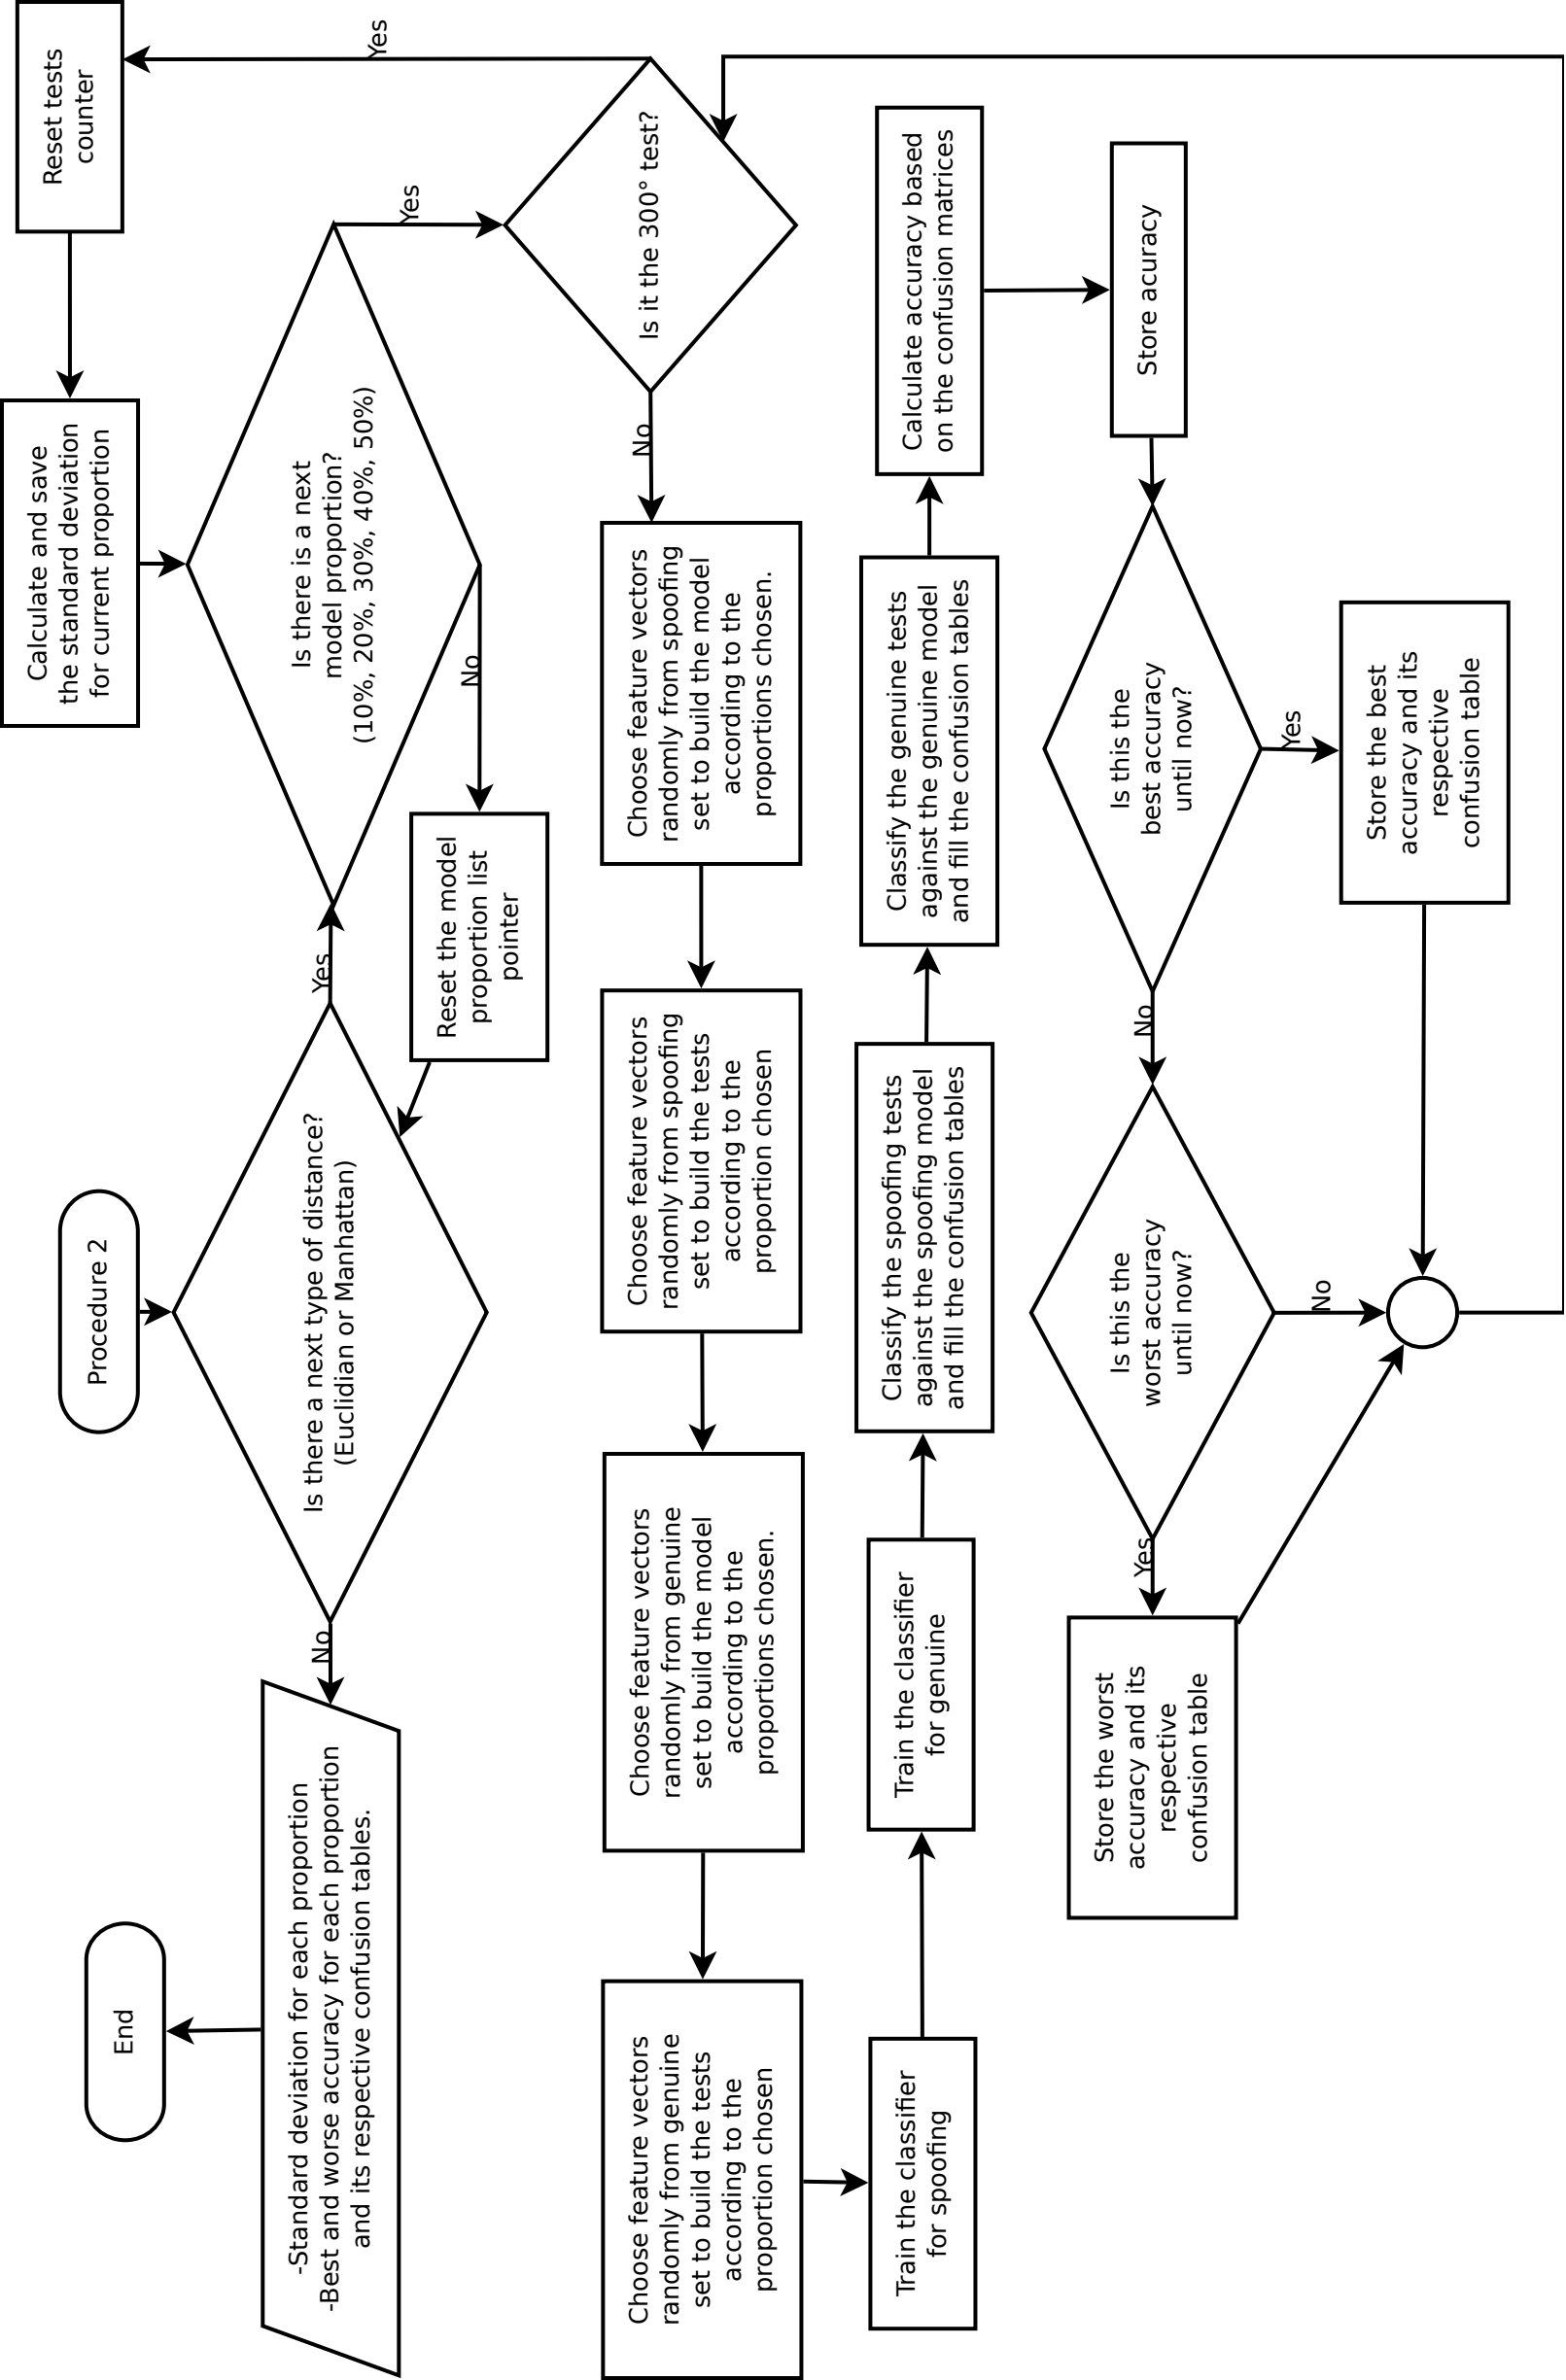 Procedure 2
Is there a next type of distance?
(Euclidian or Manhattan)
Yes
No
Is there is a next
model proportion?
(10%, 20%, 30%, 40%, 50%)
Yes
No
Reset the model
proportion list
pointer
Calculate and save
the standard deviation
for current proportion
Reset tests
counter
Yes
Is it the 300° test?
No
-Standard deviation for each proportion
-Best and worse accuracy for each proportion
and its respective confusion tables.
End
Choose feature vectors
randomly from spoofing
set to build the model
according to the
proportions chosen.
Choose feature vectors
randomly from spoofing
set to build the tests
according to the
proportion chosen
Choose feature vectors
randomly from genuine
set to build the model
according to the
proportions chosen.
Choose feature vectors
randomly from genuine
set to build the tests
according to the
proportion chosen
Train the classifier
for spoofing
Train the classifier
for genuine
Classify the spoofing tests
against the spoofing model
and fill the confusion tables
Classify the genuine tests
against the genuine model
and fill the confusion tables
Calculate accuracy based
on the confusion matrices
Store acuracy
Is this the
best accuracy
until now?
Yes
No
Store the best
accuracy and its
respective
confusion table
Is this the
worst accuracy
until now?
No
Yes
Store the worst
accuracy and its
respective
confusion table